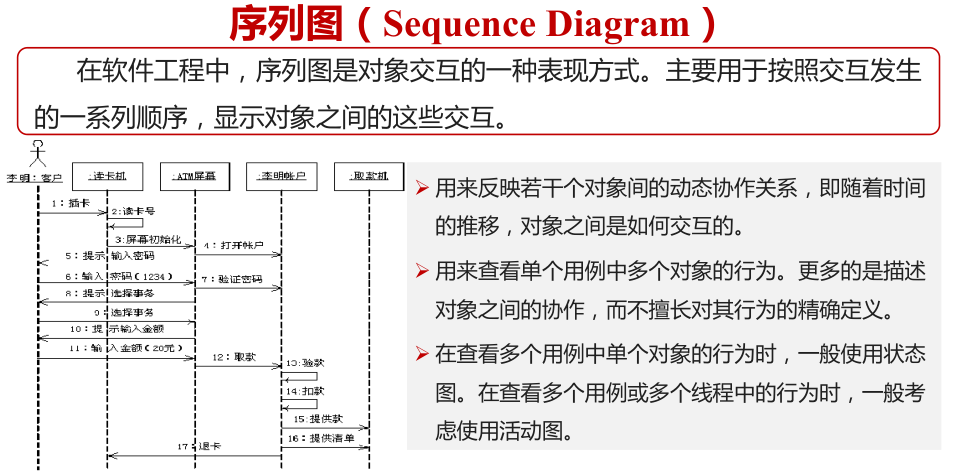 序列图（Sequence Diagram）
在软件工程中，序列图是对象交互的一种表现方式。主要用于按照交互发生
的一系列顺序，显示对象之间的这些交互。
李明：客户
:读卡机
:ATM屏幕
:李明帐户
:取款机
1：插卡
2:读卡号
3:屏幕初始化
4：打开帐户
5：提示 输入密码
6：输入 密码（1234）
7：验证密码
8：提示 选择事务
9：选择事务
10：提 示输入金额
11：输 入金额（20元）
12：取款
13:验款
14:扣款
15:提供款
16：提供清单
17：退卡
➢ 用来反映若干个对象间的动态协作关系，即随着时间
的推移，对象之间是如何交互的。
➢ 用来查看单个用例中多个对象的行为。更多的是描述
对象之间的协作，而不擅长对其行为的精确定义。
➢ 在查看多个用例中单个对象的行为时，一般使用状态
图。在查看多个用例或多个线程中的行为时，一般考
虑使用活动图。